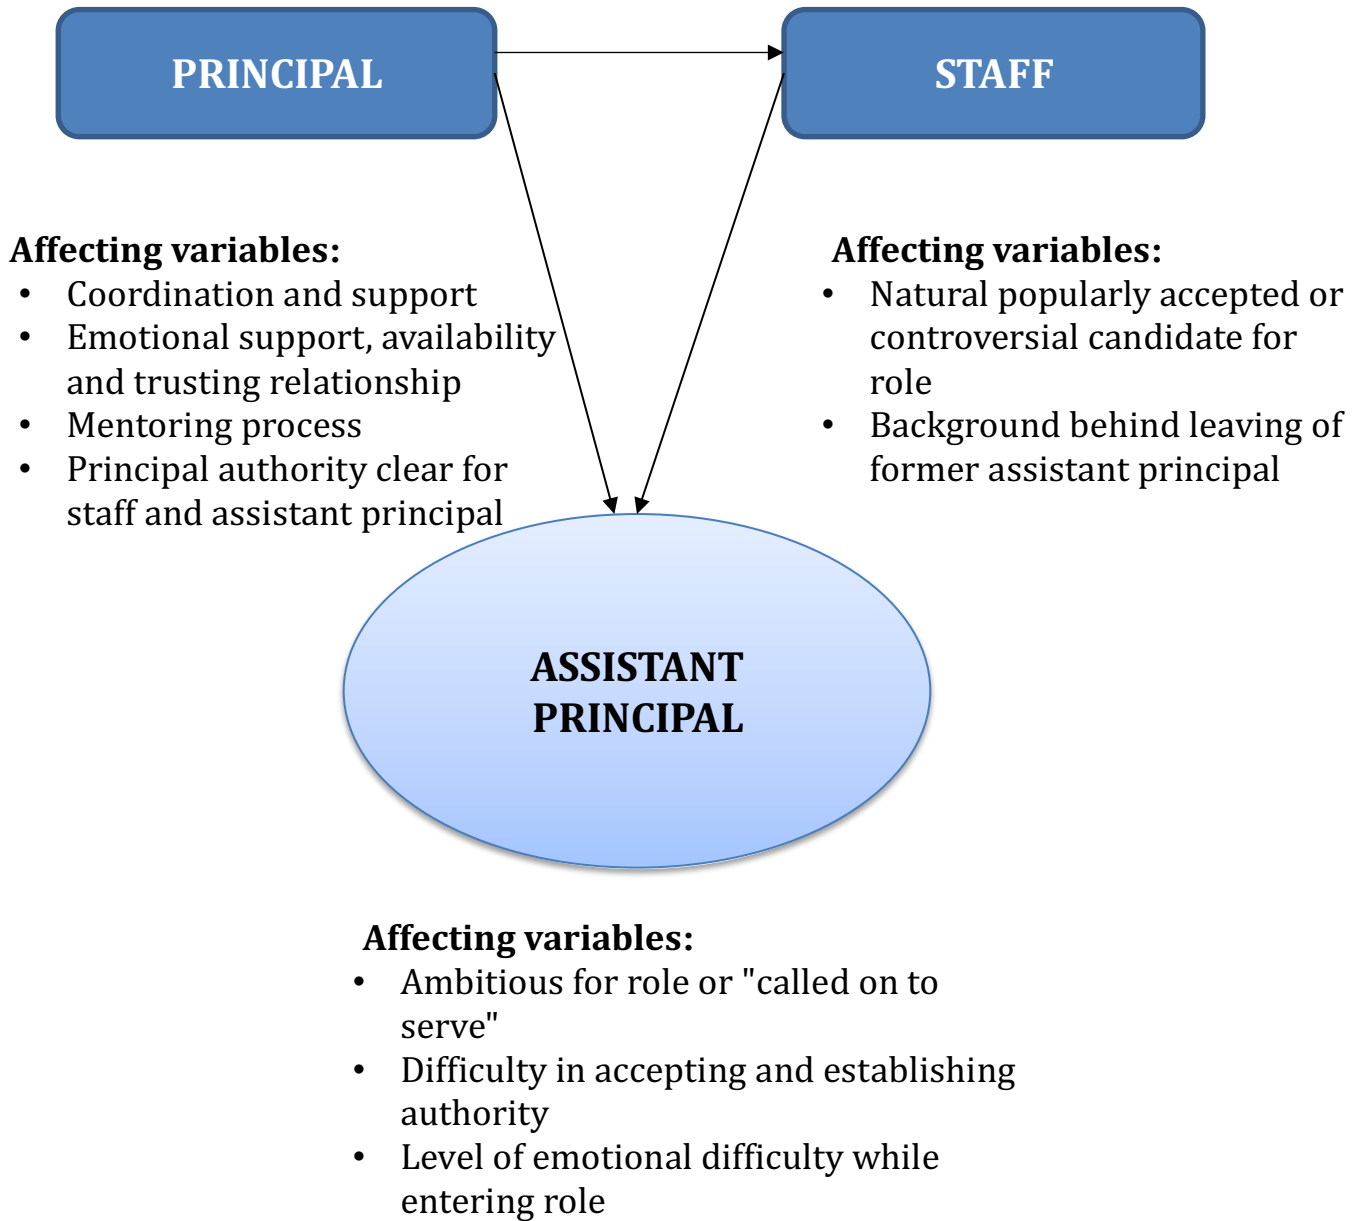 PRINCIPAL
STAFF
Affecting variables:
• Coordination and support
• Emotional support, availability
and trusting relationship
• Mentoring process
• Principal authority clear for
staff and assistant principal
Affecting variables:
• Natural popularly accepted or
controversial candidate for
role
• Background behind leaving of
former assistant principal
ASSISTANT
PRINCIPAL
Affecting variables:
• Ambitious for role or "called on to
serve"
• Difficulty in accepting and establishing
authority
• Level of emotional difficulty while
entering role